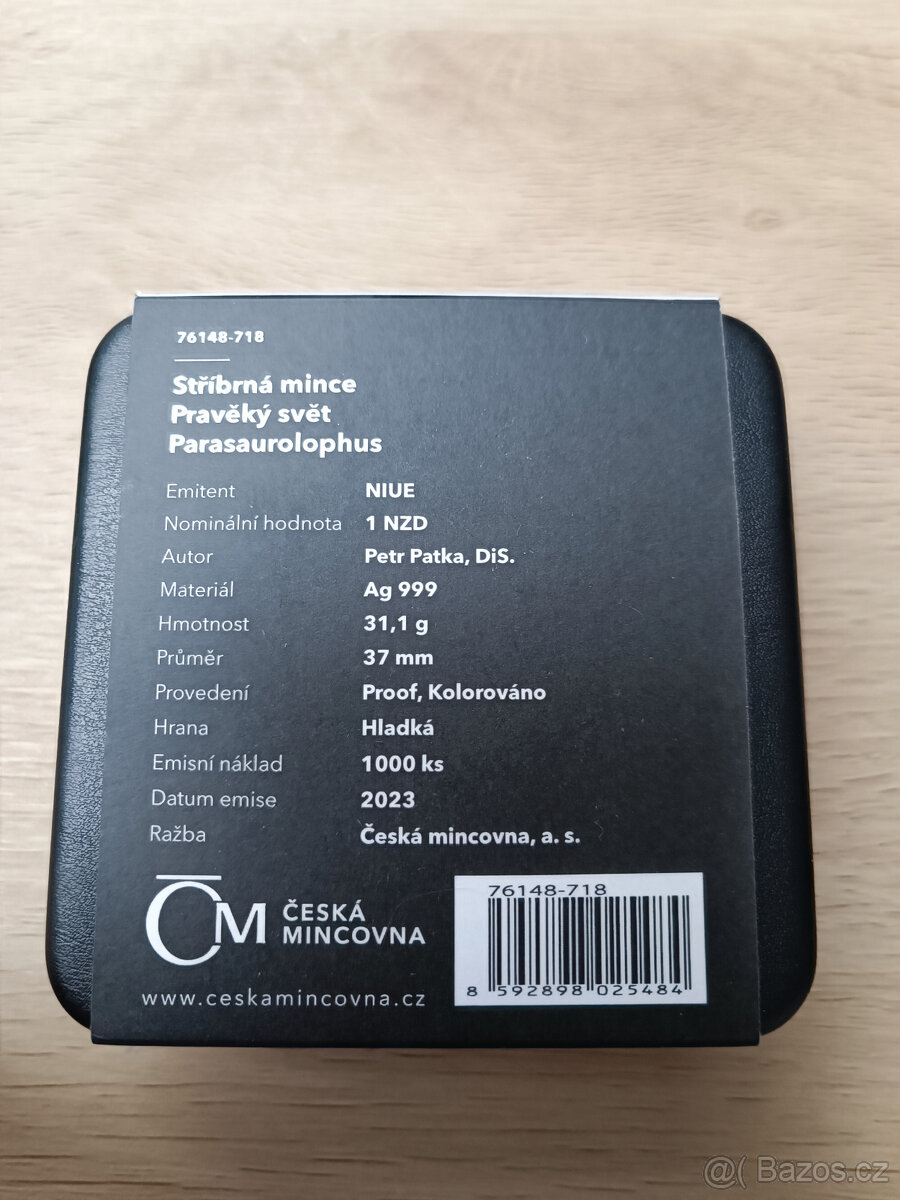 76148-718
Stříbrná mince
Pravěký svět
Parasaurolophus
Emitent NIUE
Nominální hodnota 1 NZD
Autor Petr Patka, DiS.
Materiál Ag 999
Hmotnost 31,1 g
Průměr 37 mm
Provedení Proof, Kolorováno
Hrana Hladká
Emisní náklad 1000 ks
Datum emise 2023
Ražba Česká mincovna, a. s.
ČM ČESKÁ
MINCOVNA
www.ceskamincovna.cz
76148-718
8 592898 025484
@( Bazos.cz